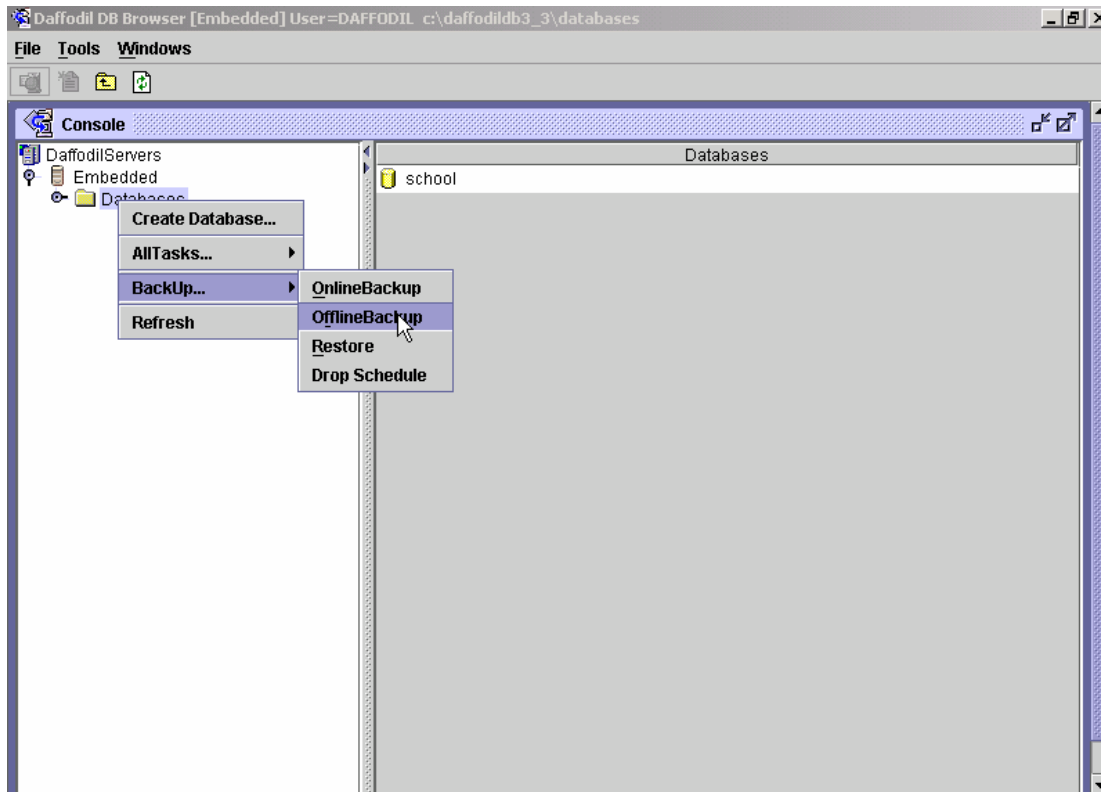 Daffodil DB Browser [Embedded] User=DAFFODIL c:\daffodildb3_3\databases
File Tools Windows
Console
DaffodilServers
Embedded
Databases
Databases
school
Create Database...
AllTasks...
BackUp...
Refresh
OnlineBackup
OfflineBackup
Restore
Drop Schedule